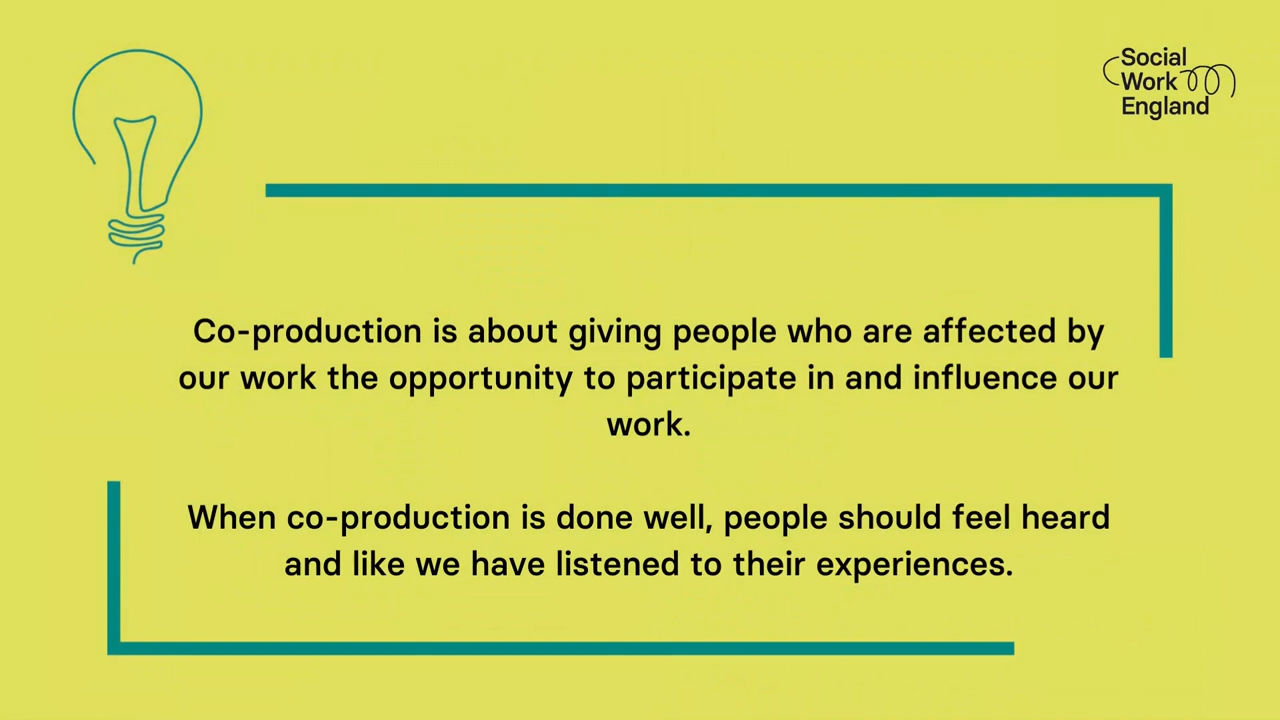 Social
Work
England
Co-production is about giving people who are affected by
our work the opportunity to participate in and influence our
work.
When co-production is done well, people should feel heard
and like we have listened to their experiences.